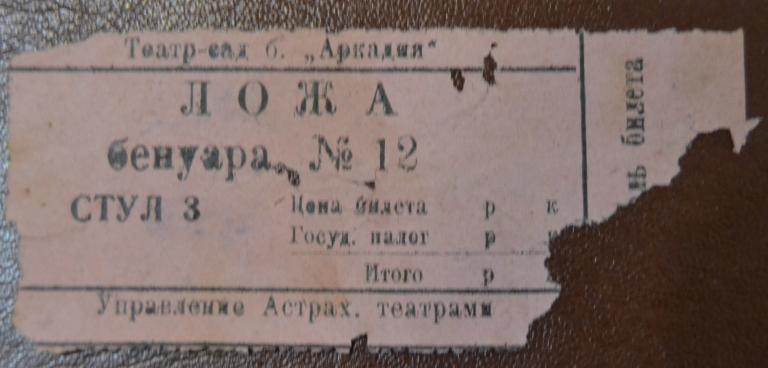 Театр-сад б. „Аркадия“
ЛОЖА
бенуара № 12
СТУЛ 3
Цена билета р к
Госуд. налог р
Итого р
Управление Астрах. театрами
билета